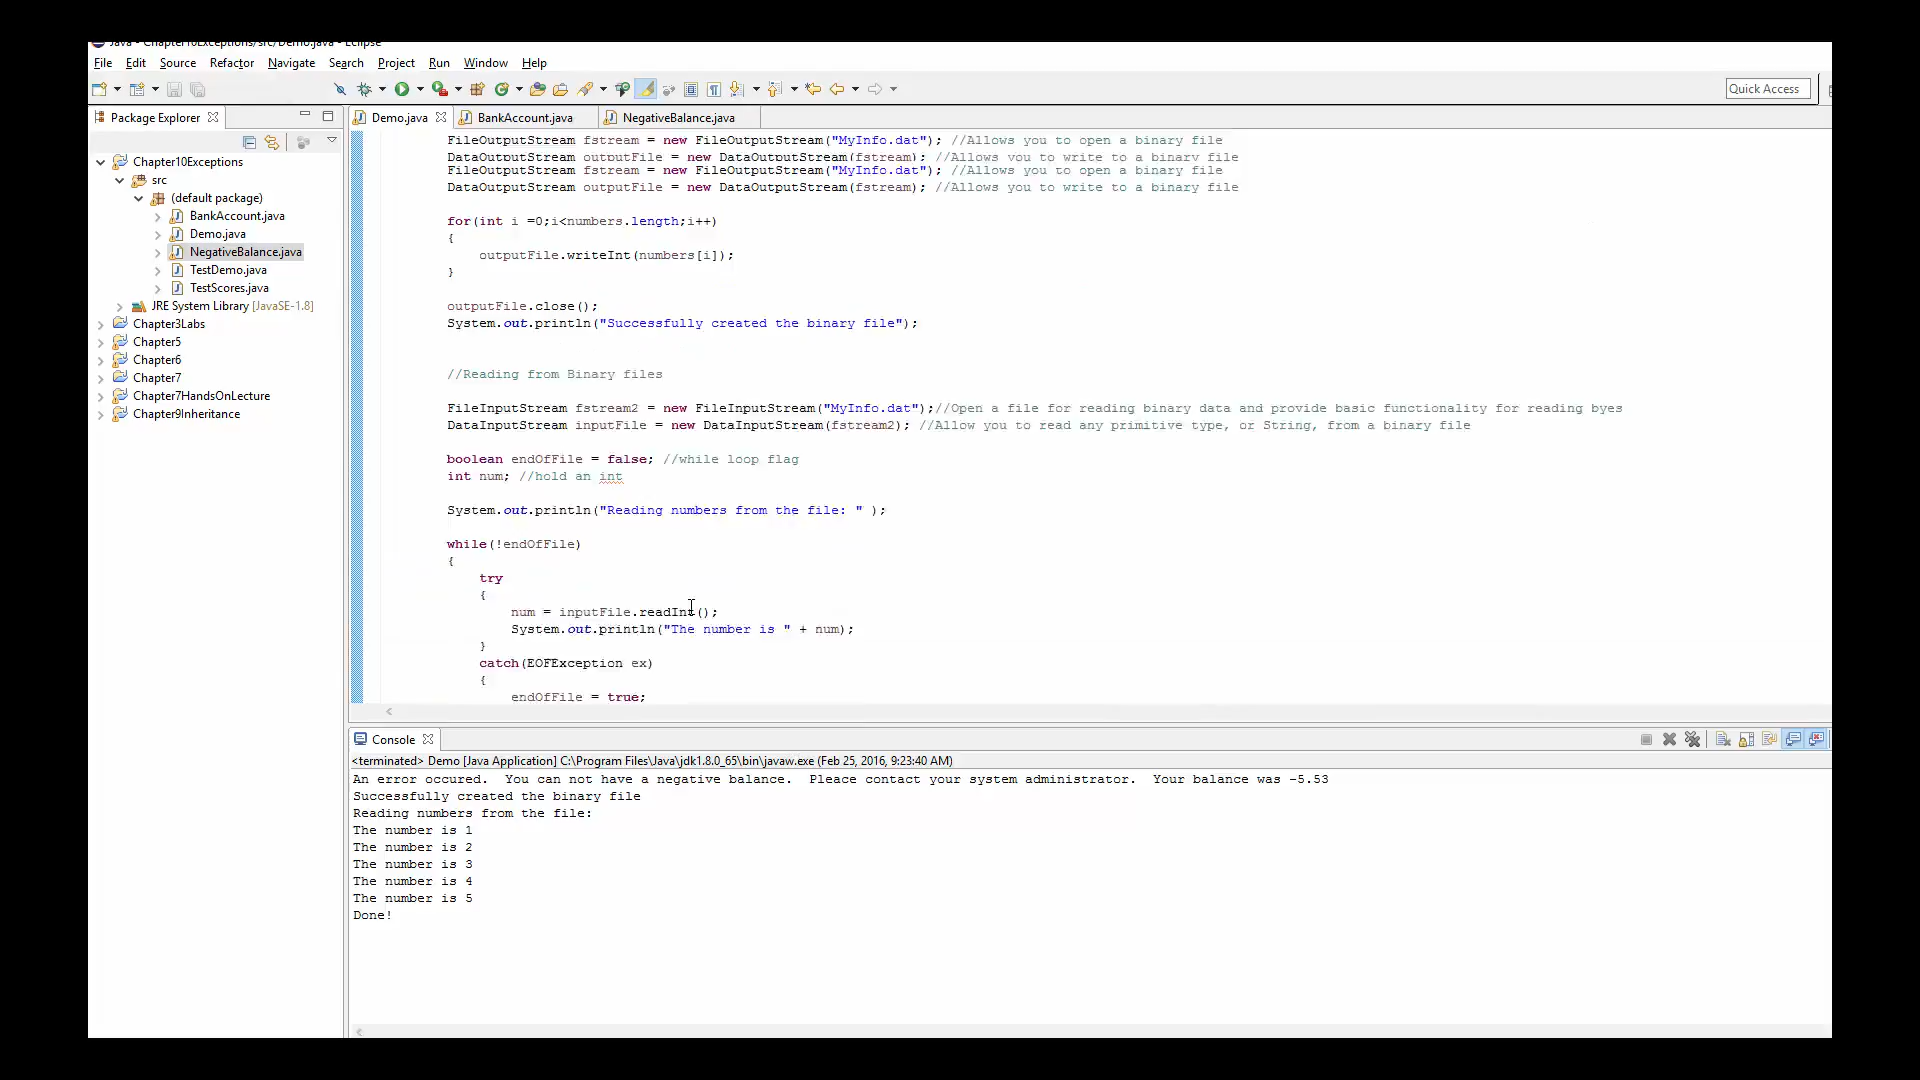 Java - Chapter10Exceptions/src/Demo.java - Eclipse
File Edit Source Refactor Navigate Search Project Run Window Help
Quick Access
Package Explorer
Demo.java BankAccount.java NegativeBalance.java
Chapter10Exceptions
src
(default package)
BankAccount.java
Demo.java
NegativeBalance.java
TestDemo.java
TestScores.java
JRE System Library [JavaSE-1.8]
Chapter3Labs
Chapter5
Chapter6
Chapter7
Chapter7HandsOnLecture
Chapter9Inheritance
FileOutputStream fstream = new FileOutputStream("MyInfo.dat"); //Allows you to open a binary file
DataOutputStream outputFile = new DataOutputStream(fstream); //Allows you to write to a binary file
FileOutputStream fstream = new FileOutputStream("MyInfo.dat"); //Allows you to open a binary file
DataOutputStream outputFile = new DataOutputStream(fstream); //Allows you to write to a binary file
for(int i =0;i<numbers.length;i++)
{
outputFile.writeInt(numbers[i]);
}
outputFile.close();
System.out.println("Successfully created the binary file");
//Reading from Binary files
FileInputStream fstream2 = new FileInputStream("MyInfo.dat");//Open a file for reading binary data and provide basic functionality for reading byes
DataInputStream inputFile = new DataInputStream(fstream2); //Allow you to read any primitive type, or String, from a binary file
boolean endOfFile = false; //while loop flag
int num; //hold an int
System.out.println("Reading numbers from the file: " );
while(!endOfFile)
{
try
{
num = inputFile.readInt();
System.out.println("The number is " + num);
}
catch(EOFException ex)
{
endOfFile = true;
Console
<terminated> Demo [Java Application] C:\Program Files\Java\jdk1.8.0_65\bin\javaw.exe (Feb 25, 2016, 9:23:40 AM)
An error occured.  You can not have a negative balance.  Pleace contact your system administrator.  Your balance was -5.53
Successfully created the binary file
Reading numbers from the file:
The number is 1
The number is 2
The number is 3
The number is 4
The number is 5
Done!